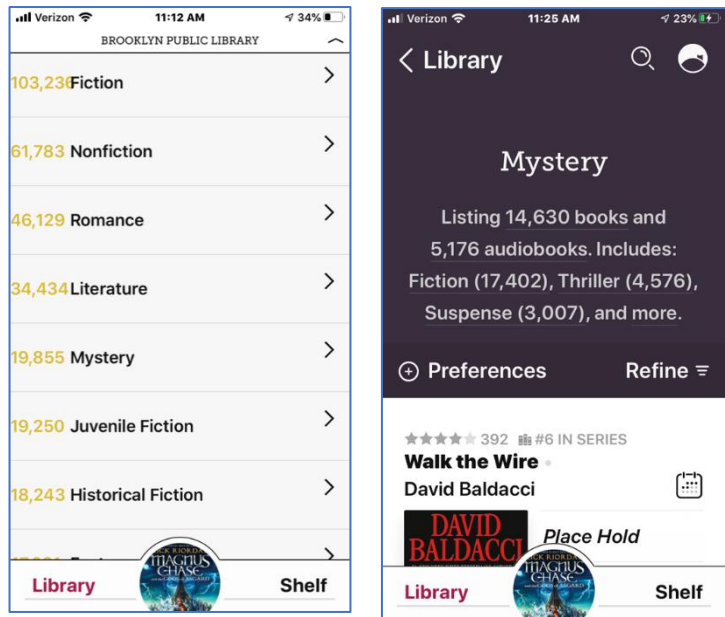 Verizon 11:12 AM 34%
BROOKLYN PUBLIC LIBRARY
103,236 Fiction
61,783 Nonfiction
46,129 Romance
34,434 Literature
19,855 Mystery
19,250 Juvenile Fiction
18,243 Historical Fiction
RICK RIORDAN
MAGNUS
CHASE
Library
Shelf
Verizon 11:25 AM 23%
Library
Mystery
Listing 14,630 books and
5,176 audiobooks. Includes:
Fiction (17,402), Thriller (4,576),
Suspense (3,007), and more.
Preferences Refine
392 #6 IN SERIES
Walk the Wire
David Baldacci
DAVID
BALDACCI
Place Hold
MAGNUS
CHASE
Library
Shelf